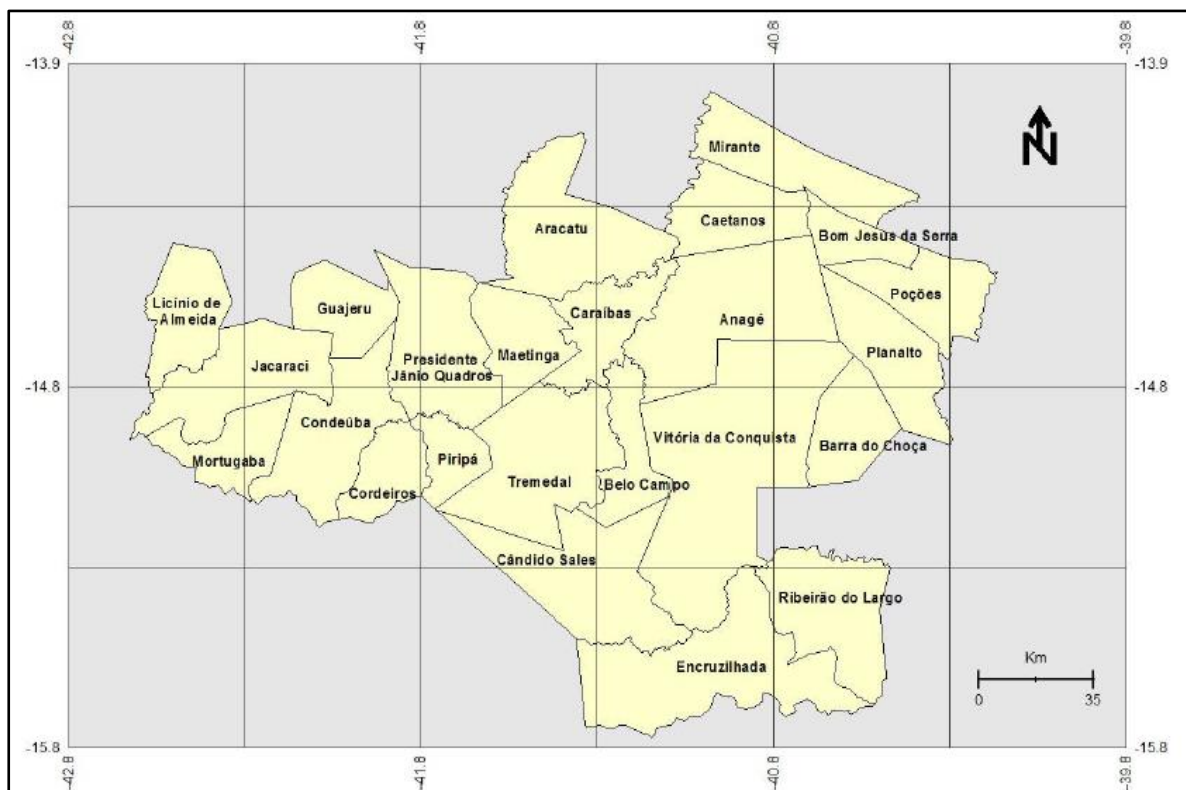 -42.8
-41.8
-40.8
-39.8
-13.9
-13.9
N
Mirante
Caetanos
Aracatu
Bom Jesus da Serra
Poções
Licínio de
Almeida
Guajeru
Caraíbas
Anagé
Planalto
Jacaraci
Presidente
Jânio Quadros
Maetinga
-14.8
-14.8
Condeúba
Vitória da Conquista
Barra do Choça
Mortugaba
Piripá
Cordeiros
Tremedal
Belo Campo
Cândido Sales
Ribeirão do Largo
Encruzilhada
Km
0
35
-15.8
-15.8
-42.8
-41.8
-40.8
-39.8